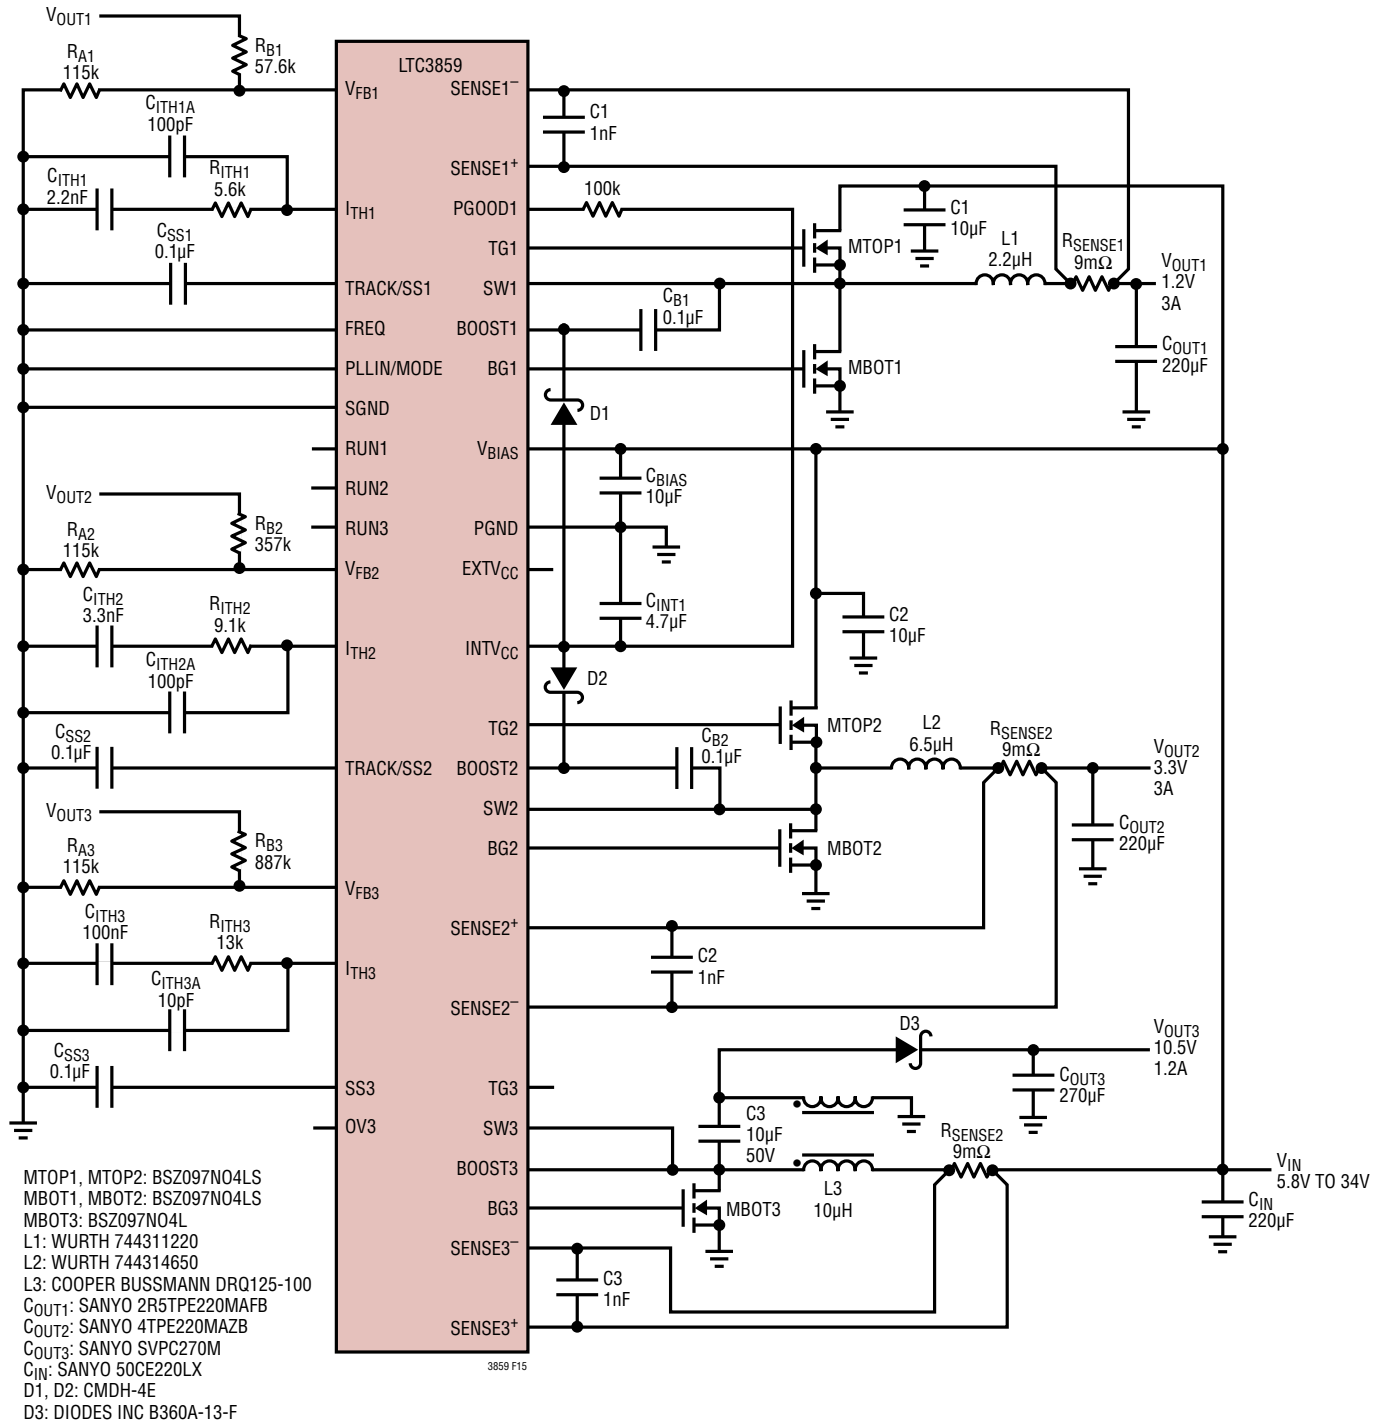 VOUT1
RB1
57.6k
RA1
115k
CITH1A
100pF
CITH1
2.2nF
RITH1
5.6k
CSS1
0.1µF
VOUT2
RB2
357k
RA2
115k
CITH2
3.3nF
RITH2
9.1k
CITH2A
100pF
CSS2
0.1µF
VOUT3
RB3
887k
RA3
115k
CITH3
100nF
RITH3
13k
CITH3A
10pF
CSS3
0.1µF
LTC3859
VFB1
ITH1
TRACK/SS1
FREQ
PLLIN/MODE
SGND
RUN1
RUN2
RUN3
VFB2
ITH2
TRACK/SS2
VFB3
ITH3
SS3
OV3
SENSE1–
SENSE1+
PGOOD1
TG1
SW1
BOOST1
BG1
VBIAS
PGND
EXTVCC
INTVCC
TG2
BOOST2
SW2
BG2
SENSE2+
SENSE2–
TG3
SW3
BOOST3
BG3
SENSE3–
SENSE3+
C1
1nF
100k
C1
10µF
MTOP1
L1
2.2µH
RSENSE1
9mΩ
VOUT1
1.2V
3A
CB1
0.1µF
MBOT1
COUT1
220µF
D1
CBIAS
10µF
CINT1
4.7µF
C2
10µF
D2
MTOP2
L2
6.5µH
RSENSE2
9mΩ
VOUT2
3.3V
3A
CB2
0.1µF
MBOT2
COUT2
220µF
C2
1nF
D3
VOUT3
10.5V
1.2A
COUT3
270µF
C3
10µF
50V
RSENSE2
9mΩ
L3
10µH
MBOT3
VIN
5.8V TO 34V
CIN
220µF
C3
1nF
3859 F15
MTOP1, MTOP2: BSZ097NO4LS
MBOT1, MBOT2: BSZ097NO4LS
MBOT3: BSZ097NO4L
L1: WURTH 744311220
L2: WURTH 744314650
L3: COOPER BUSSMANN DRQ125-100
COUT1: SANYO 2R5TPE220MAFB
COUT2: SANYO 4TPE220MAZB
COUT3: SANYO SVPC270M
CIN: SANYO 50CE220LX
D1, D2: CMDH-4E
D3: DIODES INC B360A-13-F